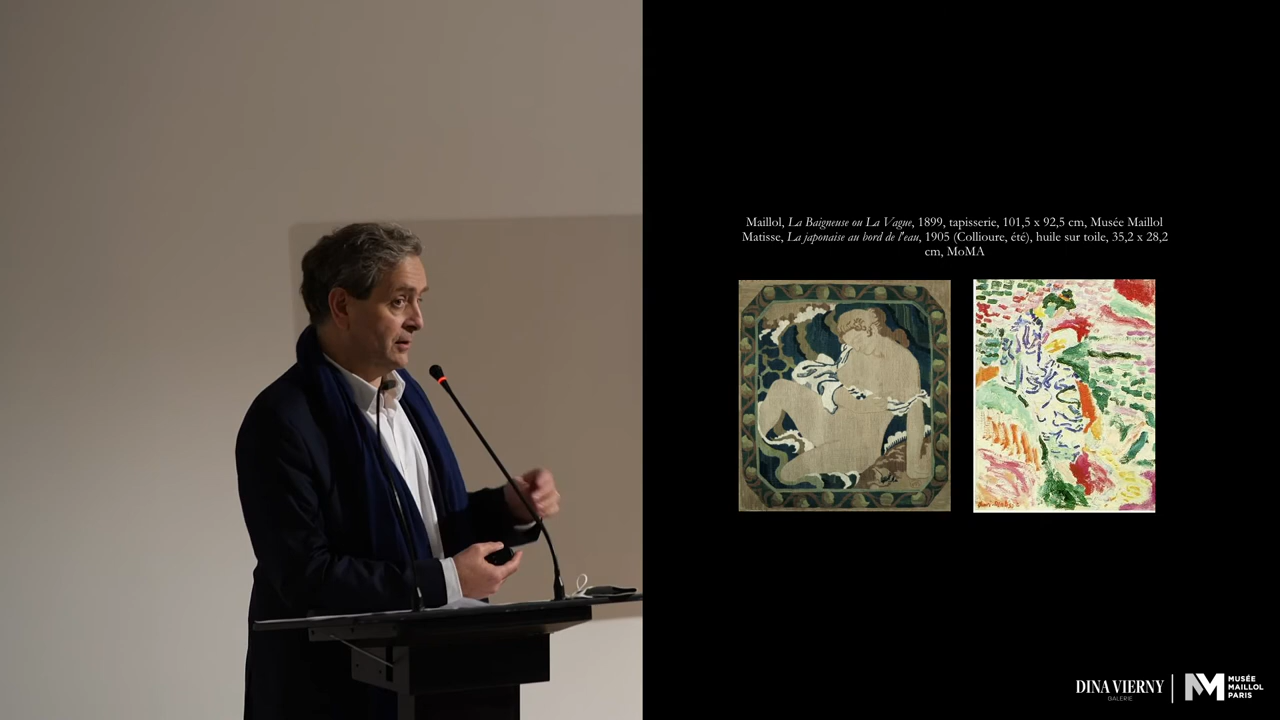 Maillol, La Baigneuse ou La Vague, 1899, tapisserie, 101,5 x 92,5 cm, Musée Maillol
Matisse, La japonaise au bord de l'eau, 1905 (Collioure, été), huile sur toile, 35,2 x 28,2
cm, MoMA
DINA VIERNY
GALERIE
MUSÉE
MAILLOL
PARIS